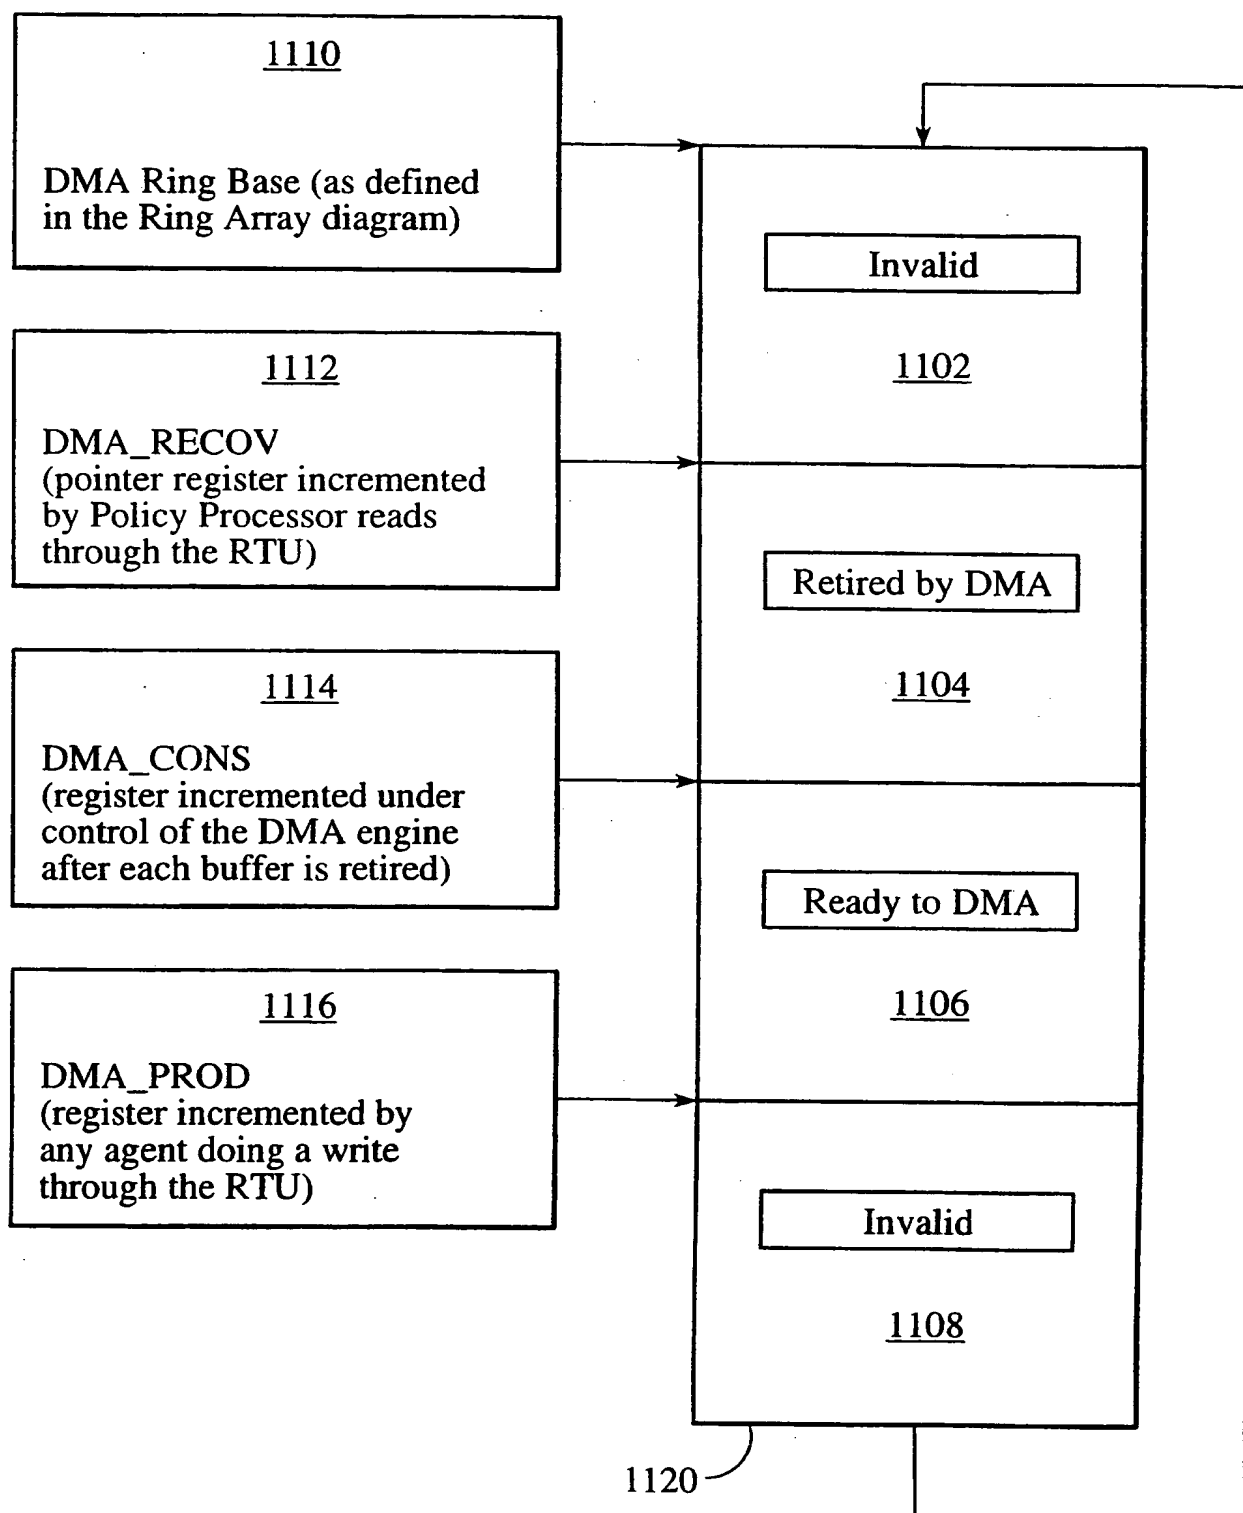 1110
DMA Ring Base (as defined
in the Ring Array diagram)
1112
DMA_RECOV
(pointer register incremented
by Policy Processor reads
through the RTU)
1114
DMA_CONS
(register incremented under
control of the DMA engine
after each buffer is retired)
1116
DMA_PROD
(register incremented by
any agent doing a write
through the RTU)
Invalid
1102
Retired by DMA
1104
Ready to DMA
1106
Invalid
1108
1120